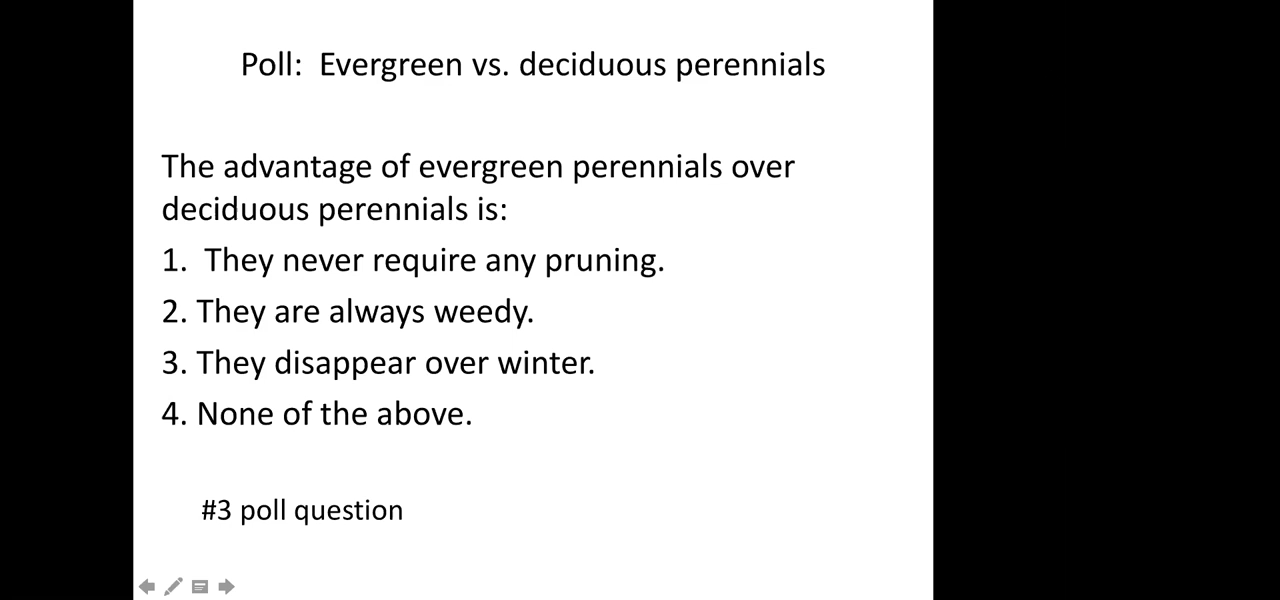 Poll:  Evergreen vs. deciduous perennials
The advantage of evergreen perennials over
deciduous perennials is:
1.  They never require any pruning.
2. They are always weedy.
3. They disappear over winter.
4. None of the above.
#3 poll question